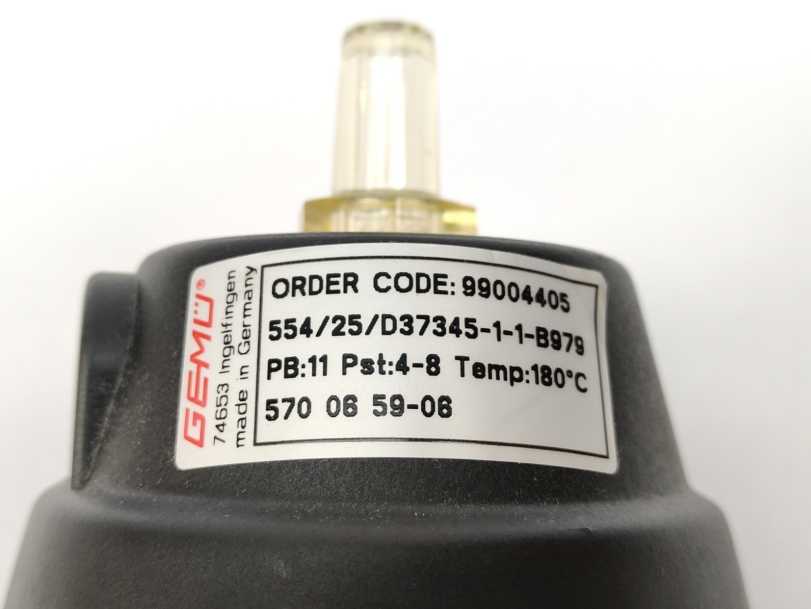 GEMÜ®
74653 Ingelfingen
made in Germany
ORDER CODE: 99004405
554/25/D37345-1-1-B979
PB:11 Pst:4-8 Temp:180°C
570 06 59-06